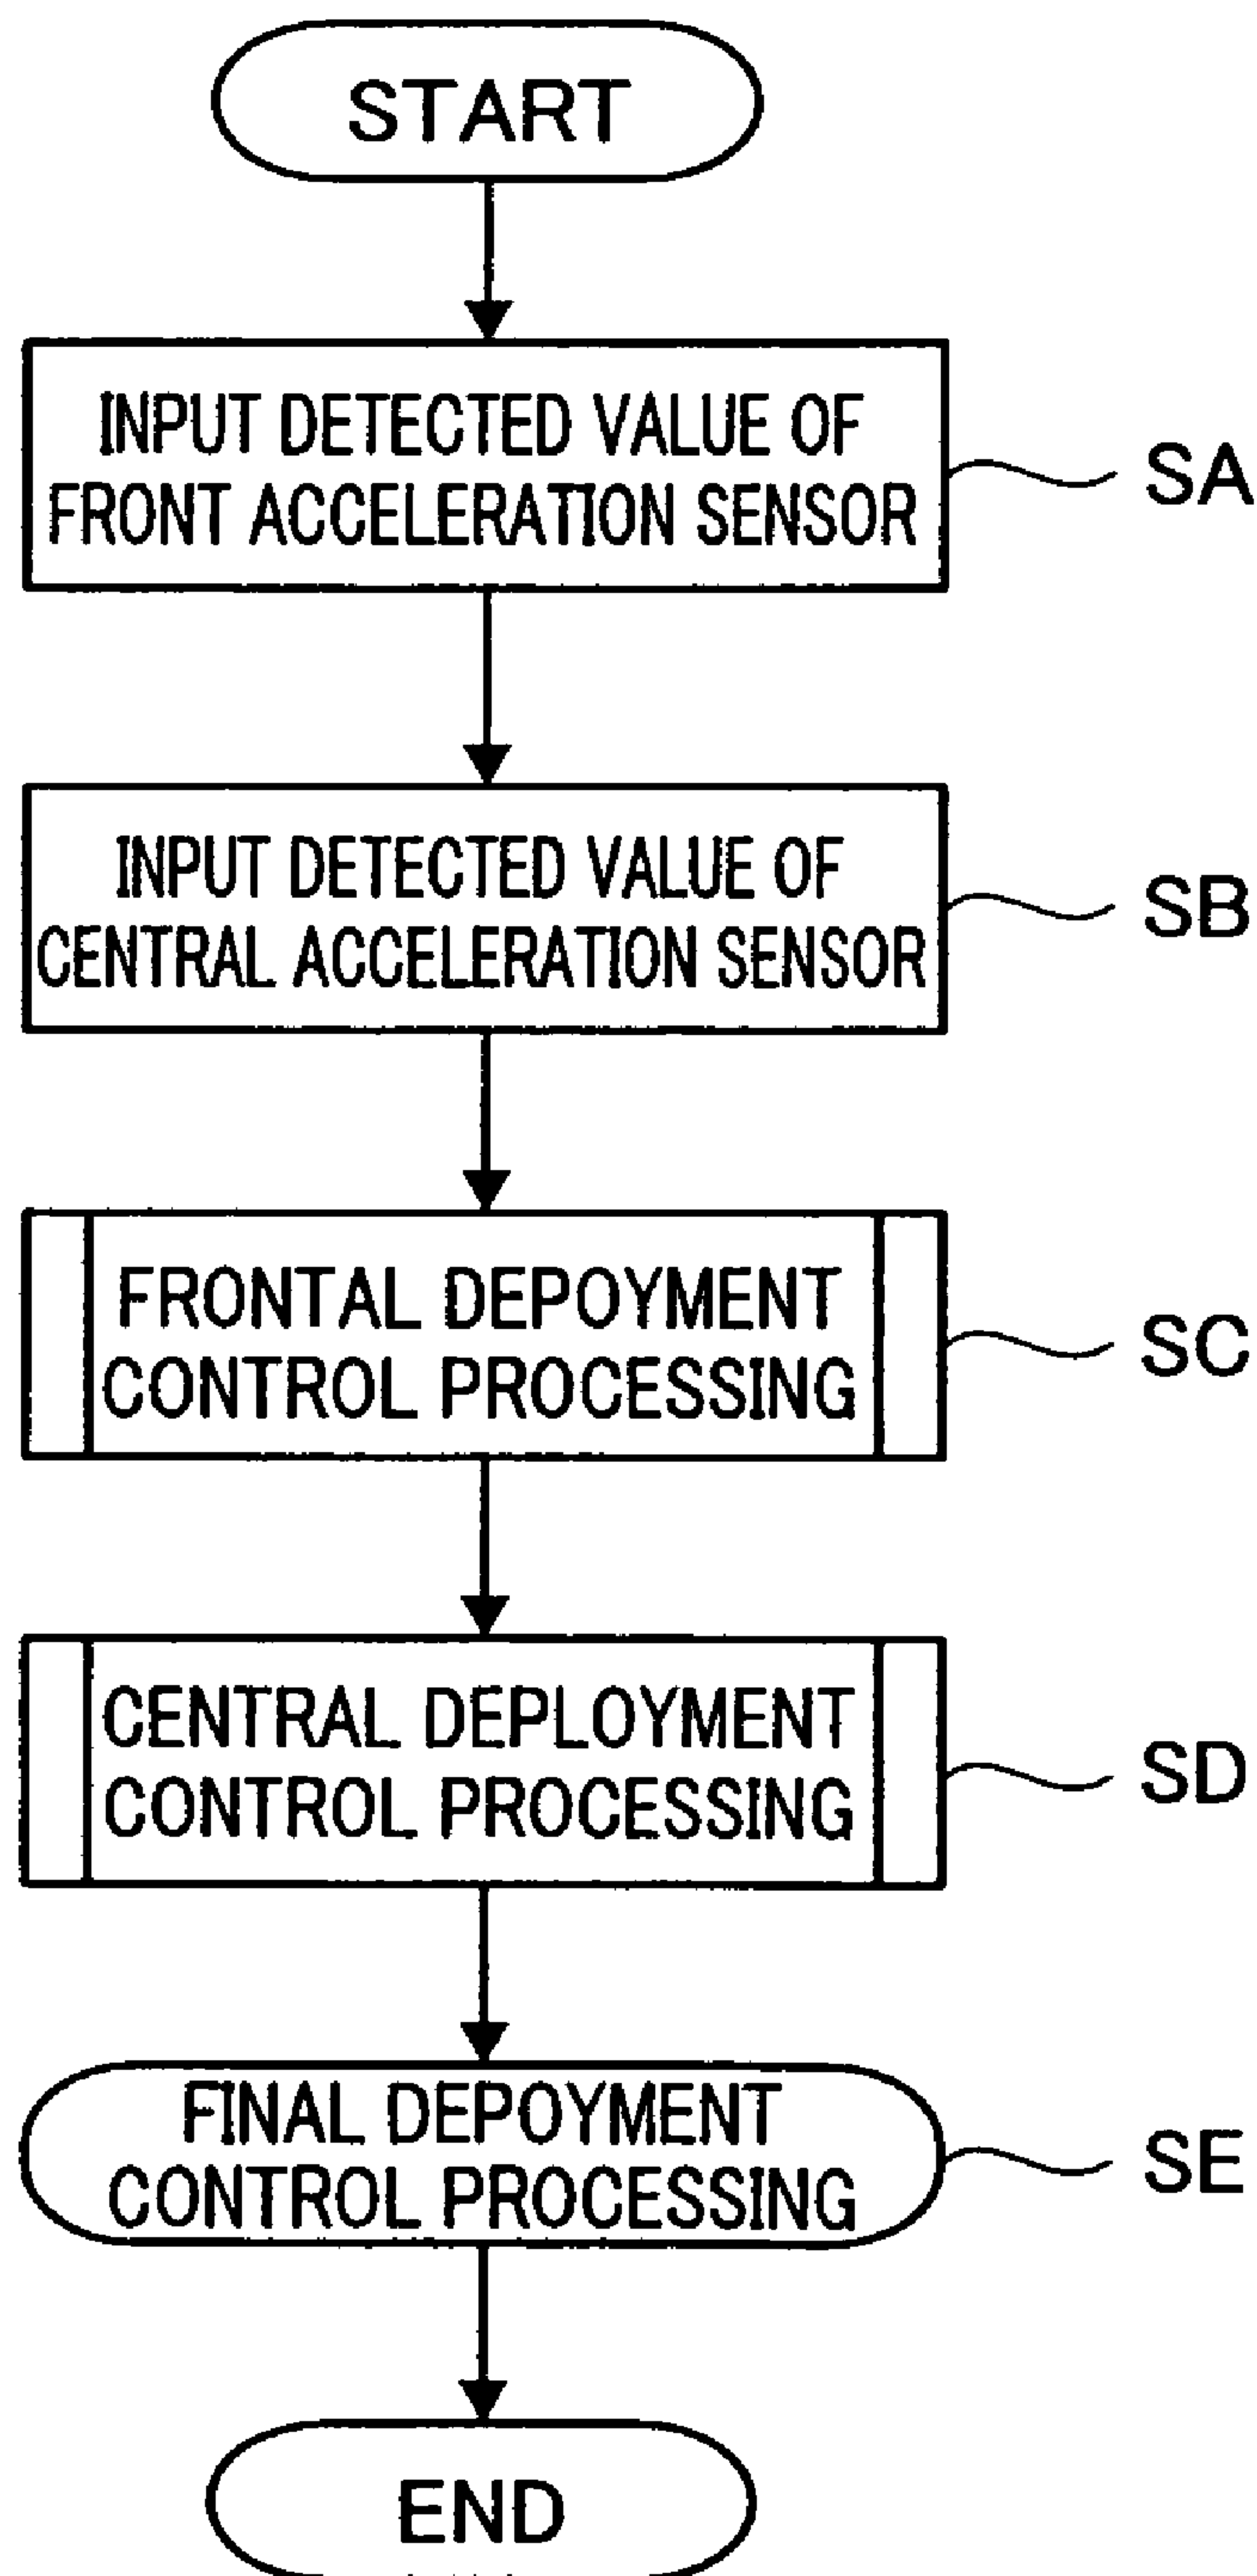 START
INPUT DETECTED VALUE OF
FRONT ACCELERATION SENSOR
SA
INPUT DETECTED VALUE OF
CENTRAL ACCELERATION SENSOR
SB
FRONTAL DEPOYMENT
CONTROL PROCESSING
SC
CENTRAL DEPLOYMENT
CONTROL PROCESSING
SD
FINAL DEPOYMENT
CONTROL PROCESSING
SE
END